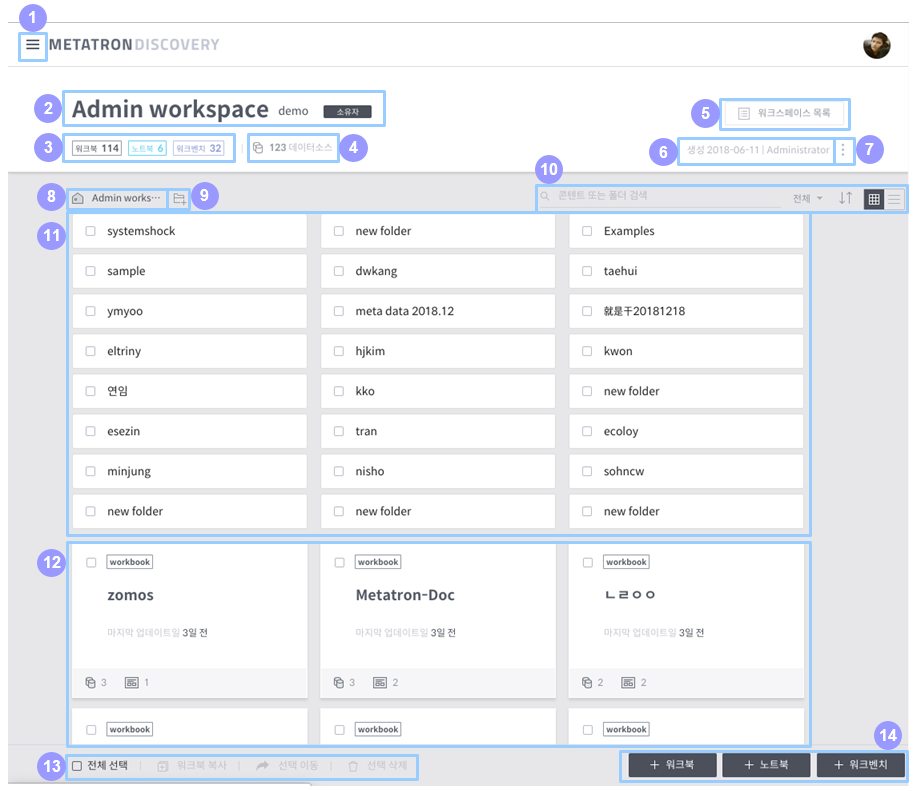 1
METATRON DISCOVERY
2 Admin workspace demo 소유자
5 워크스페이스 목록
3 워크북 114 노트북 6 워크벤치 32 | 123 데이터소스 4
6 생성 2018-06-11 | Administrator 7
8 Admin works··· 9
10 콘텐트 또는 폴더 검색 전체
11
systemshock new folder Examples
sample dwkang taehui
ymyoo meta data 2018.12 就是干20181218
eltriny hjkim kwon
연임 kko new folder
esezin tran ecoloy
minjung nisho sohncw
new folder new folder new folder
12
workbook workbook workbook
zomos Metatron-Doc ㄴㄹㅇㅇ
마지막 업데이트일 3일 전 마지막 업데이트일 3일 전 마지막 업데이트일 3일 전
3 1 3 2 2 2
workbook workbook workbook
14
13 전체 선택 | 워크북 복사 | 선택 이동 | 선택 삭제
+ 워크북 + 노트북 + 워크벤치